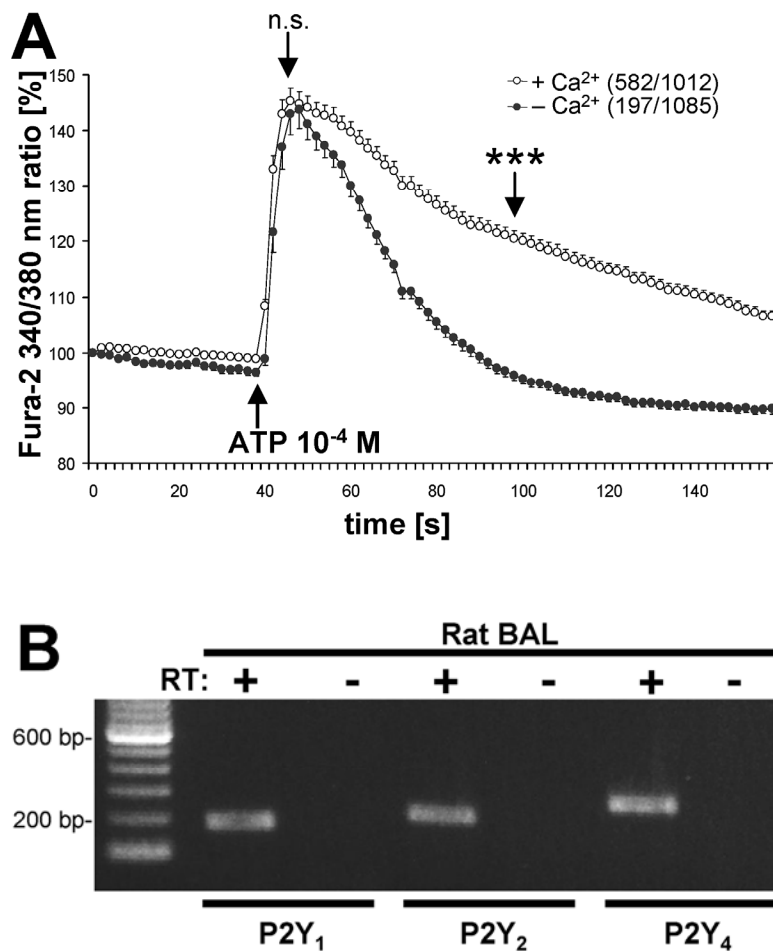 A
n.s.
150
140
130
120
110
100
90
80
Fura-2 340/380 nm ratio [%]
+ Ca²⁺ (582/1012)
– Ca²⁺ (197/1085)
***
ATP 10⁻⁴ M
0 20 40 60 80 100 120 140
time [s]
B
Rat BAL
RT: + - + - + -
600 bp-
200 bp-
P2Y₁ P2Y₂ P2Y₄